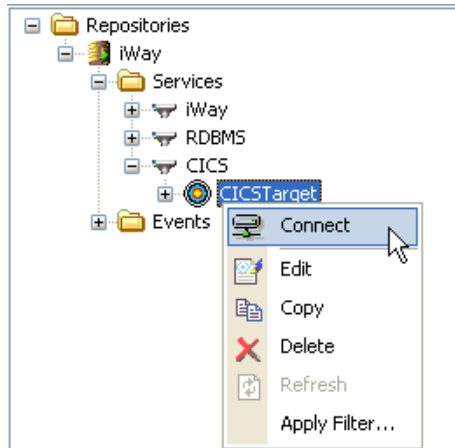 Repositories
iWay
Services
iWay
RDBMS
CICS
CICSTarget
Events
Connect
Edit
Copy
Delete
Refresh
Apply Filter...